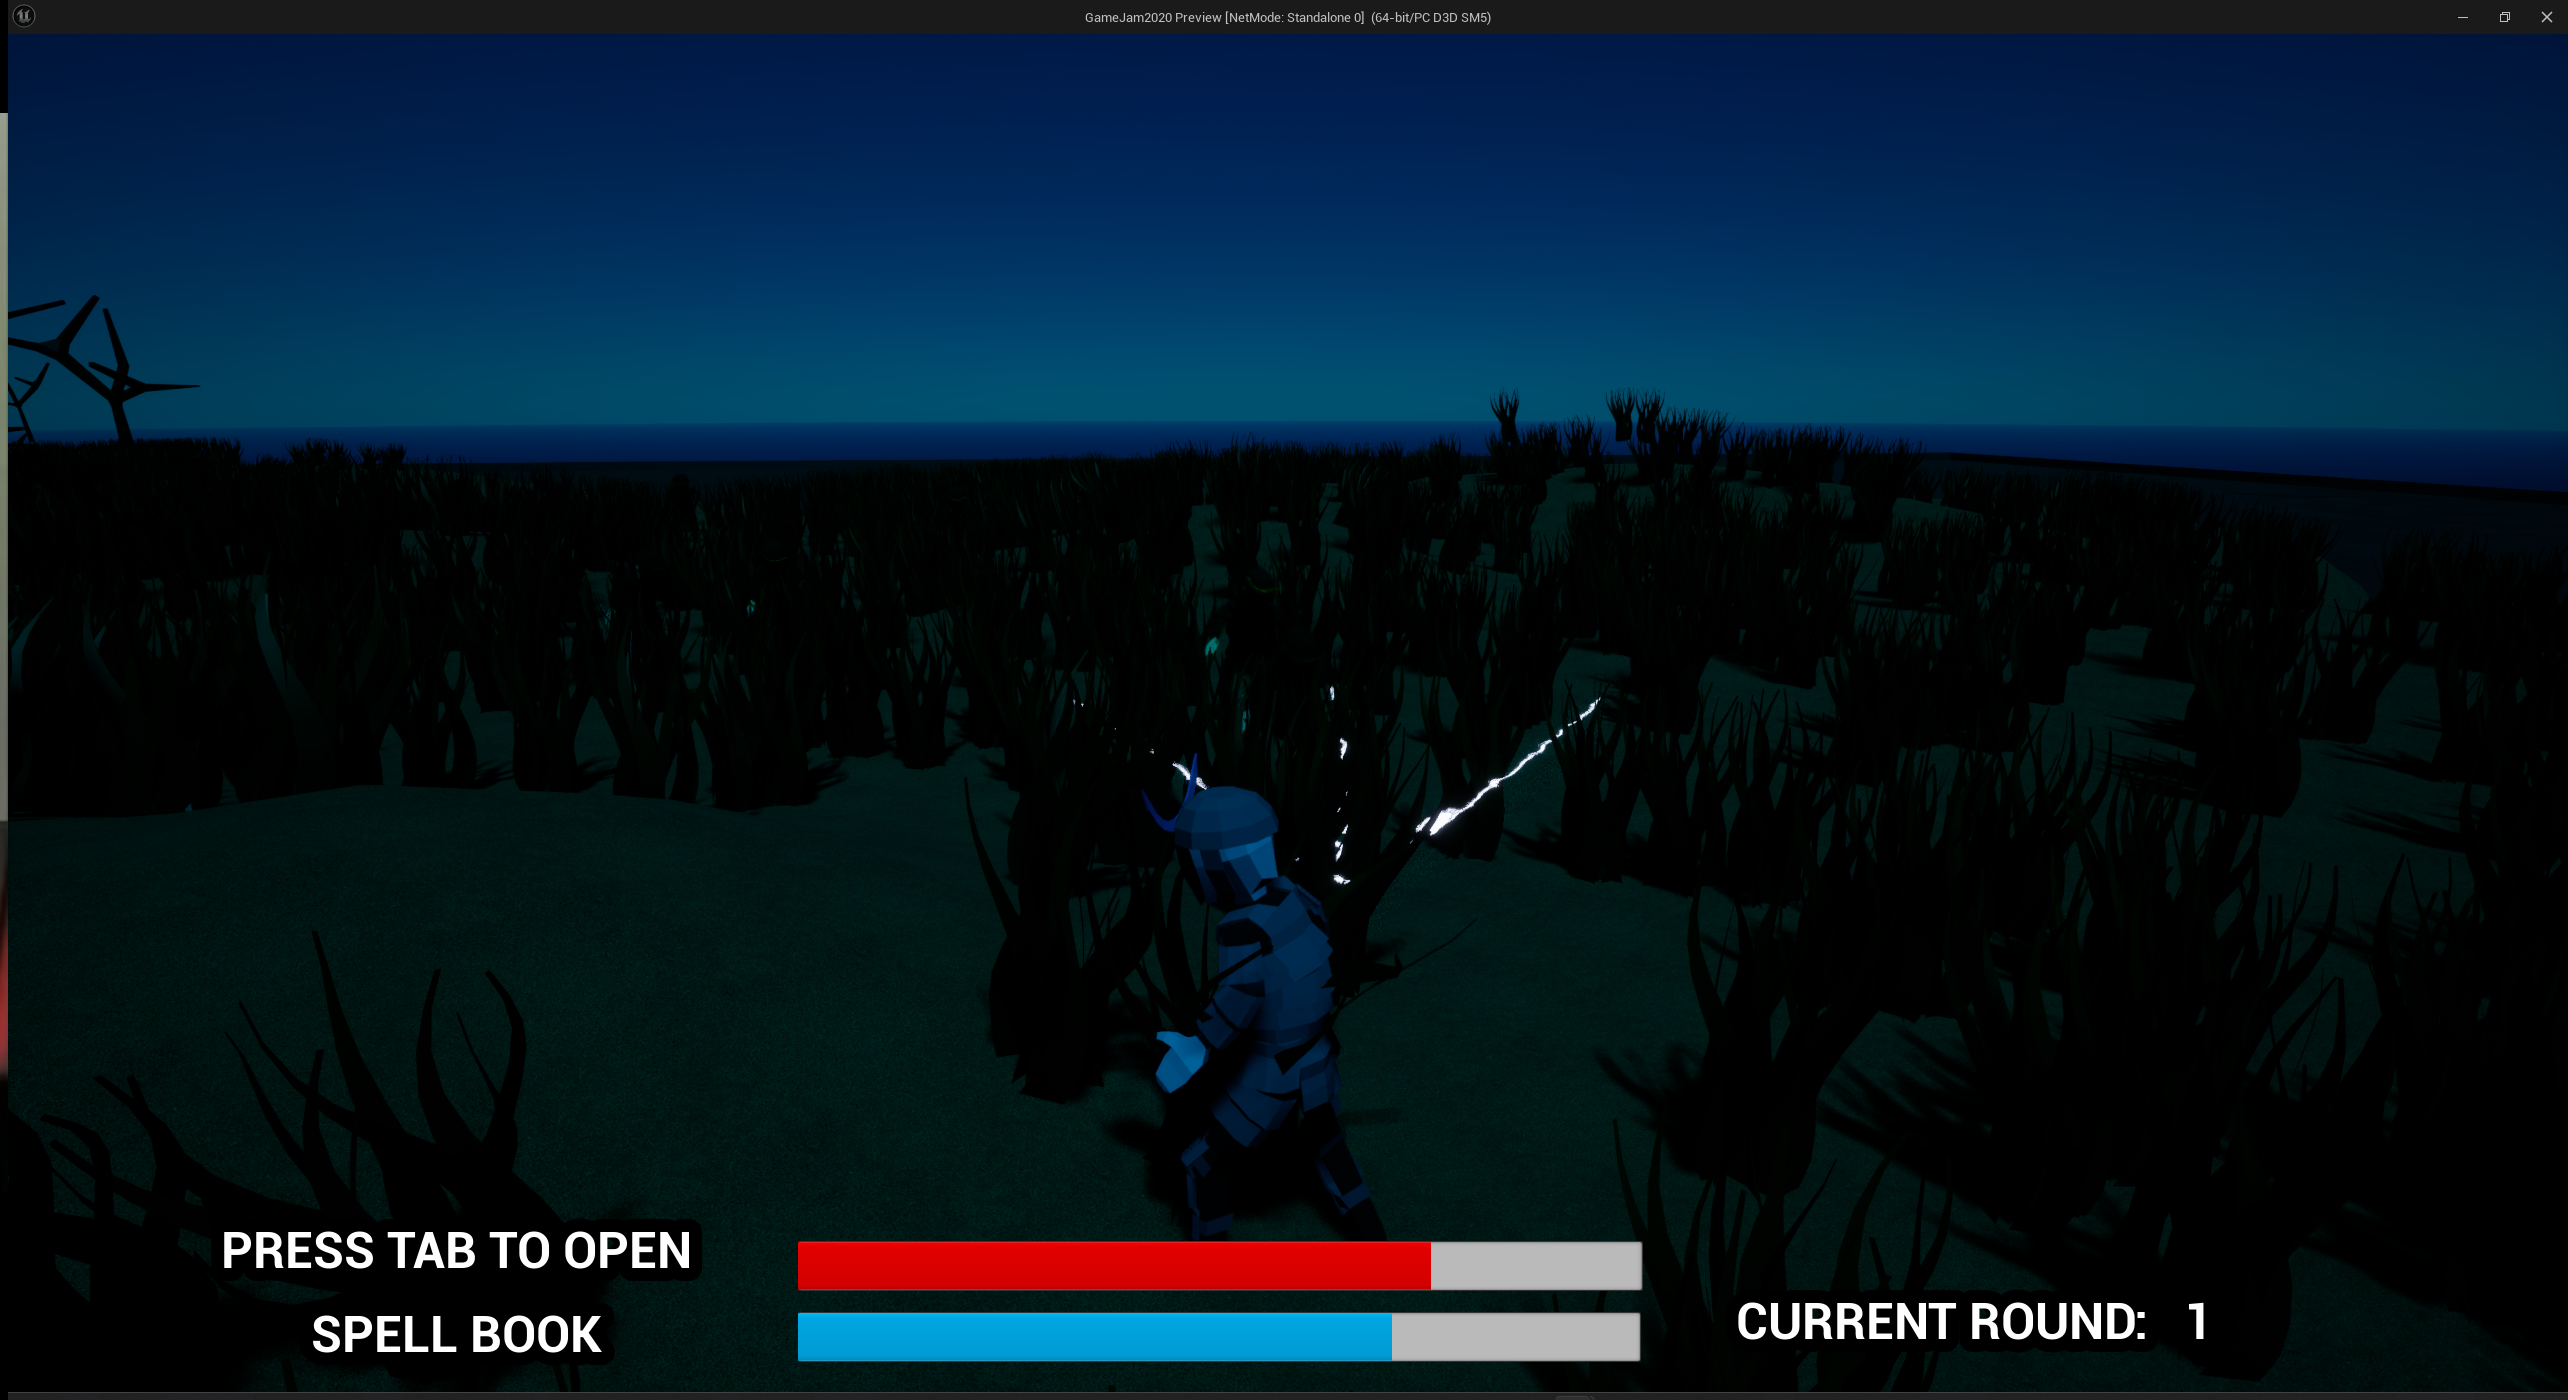 GameJam2020 Preview [NetMode: Standalone 0] (64-bit/PC D3D SM5)
PRESS TAB TO OPEN
SPELL BOOK
CURRENT ROUND: 1